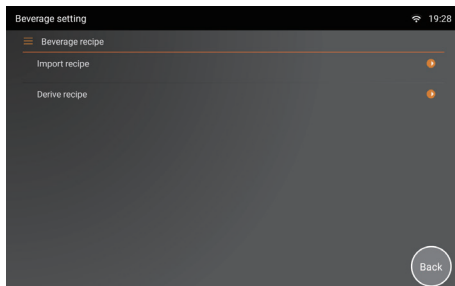 Beverage setting 19:28
Beverage recipe
Import recipe
Derive recipe
Back